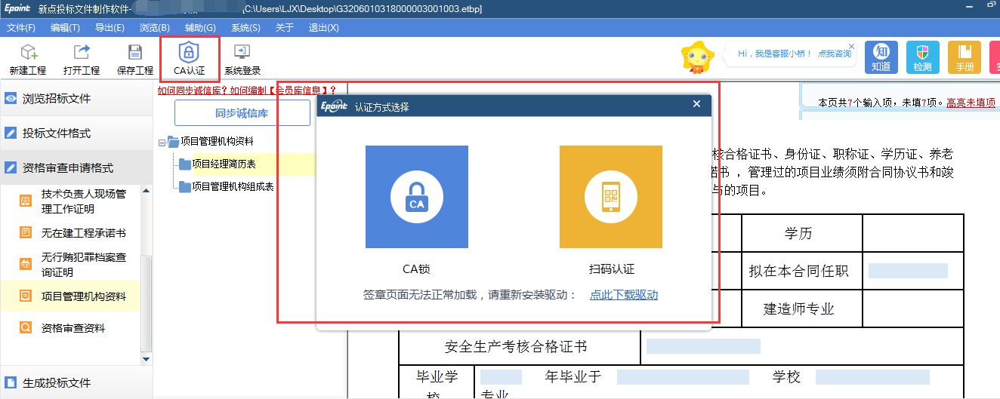 Epoint 新点投标文件制作软件- [C:\Users\LJX\Desktop\G3206010318000003001003.etbp]
文件(F) 编辑(T) 导出(E) 浏览(B) 辅助(G) 系统(S) 关于 退出(X)
新建工程 打开工程 保存工程 CA认证 系统登录
Hi，我是客服小桥！ 点我咨询
知
知道 检测 手册
浏览招标文件
投标文件格式
资格审查申请格式
技术负责人现场管
理工作证明
无在建工程承诺书
无行贿犯罪档案查
询证明
项目管理机构资料
资格审查资料
生成投标文件
如何同步诚信库？如何编制【会员库信息】？
同步诚信库
项目管理机构资料
项目经理简历表
项目管理机构组成表
Epoint 认证方式选择
CA
CA锁 扫码认证
签章页面无法正常加载，请重新安装驱动： 点此下载驱动
本页共7个输入项，未填7项。高亮未填项
核合格证书、身份证、职称证、学历证、养老
书 ，管理过的项目业绩须附合同协议书和竣
与的项目。
学历
拟在本合同任职
建造师专业
安全生产考核合格证书
毕业学 年毕业于 学校
校 专业